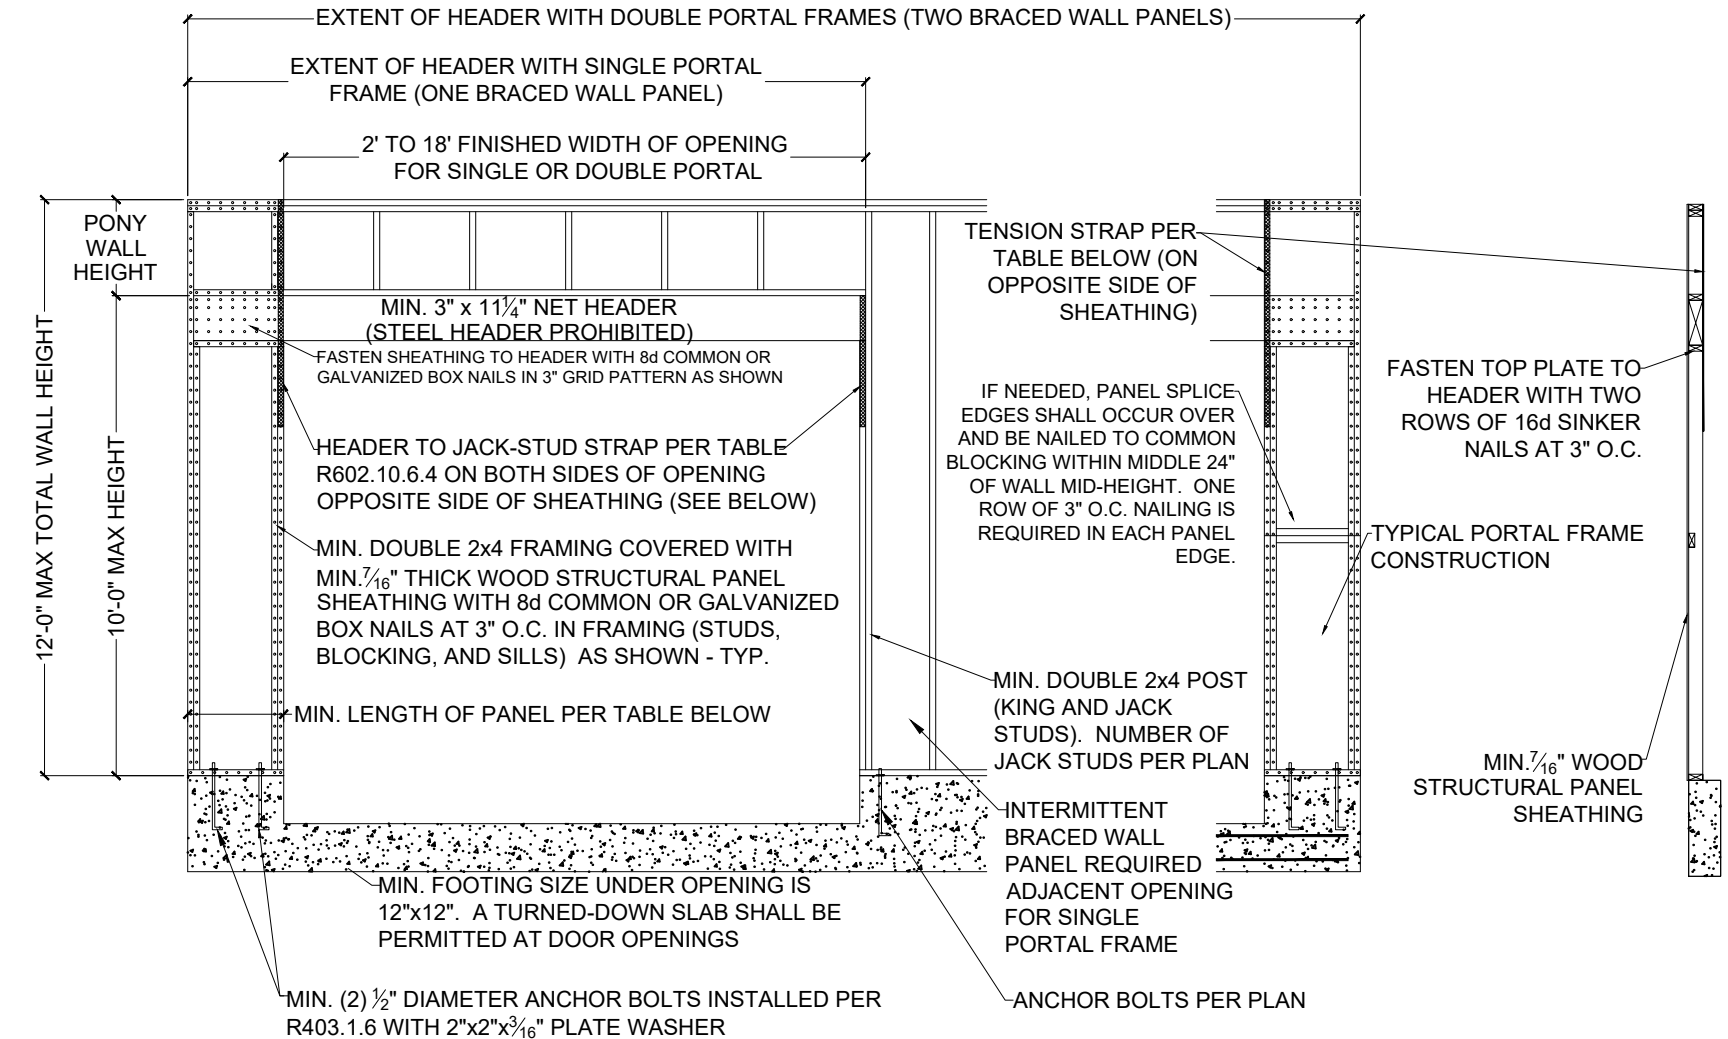 EXTENT OF HEADER WITH DOUBLE PORTAL FRAMES (TWO BRACED WALL PANELS)
EXTENT OF HEADER WITH SINGLE PORTAL
FRAME (ONE BRACED WALL PANEL)
2' TO 18' FINISHED WIDTH OF OPENING
FOR SINGLE OR DOUBLE PORTAL
PONY
WALL
HEIGHT
12'-0" MAX TOTAL WALL HEIGHT
10'-0" MAX HEIGHT
MIN. 3" x 11¼" NET HEADER
(STEEL HEADER PROHIBITED)
FASTEN SHEATHING TO HEADER WITH 8d COMMON OR
GALVANIZED BOX NAILS IN 3" GRID PATTERN AS SHOWN
HEADER TO JACK-STUD STRAP PER TABLE
R602.10.6.4 ON BOTH SIDES OF OPENING
OPPOSITE SIDE OF SHEATHING (SEE BELOW)
MIN. DOUBLE 2x4 FRAMING COVERED WITH
MIN.7⁄16" THICK WOOD STRUCTURAL PANEL
SHEATHING WITH 8d COMMON OR GALVANIZED
BOX NAILS AT 3" O.C. IN FRAMING (STUDS,
BLOCKING, AND SILLS) AS SHOWN - TYP.
MIN. LENGTH OF PANEL PER TABLE BELOW
MIN. FOOTING SIZE UNDER OPENING IS
12"x12". A TURNED-DOWN SLAB SHALL BE
PERMITTED AT DOOR OPENINGS
MIN. (2) ½" DIAMETER ANCHOR BOLTS INSTALLED PER
R403.1.6 WITH 2"x2"x3⁄16" PLATE WASHER
TENSION STRAP PER
TABLE BELOW (ON
OPPOSITE SIDE OF
SHEATHING)
IF NEEDED, PANEL SPLICE
EDGES SHALL OCCUR OVER
AND BE NAILED TO COMMON
BLOCKING WITHIN MIDDLE 24"
OF WALL MID-HEIGHT. ONE
ROW OF 3" O.C. NAILING IS
REQUIRED IN EACH PANEL
EDGE.
MIN. DOUBLE 2x4 POST
(KING AND JACK
STUDS). NUMBER OF
JACK STUDS PER PLAN
INTERMITTENT
BRACED WALL
PANEL REQUIRED
ADJACENT OPENING
FOR SINGLE
PORTAL FRAME
ANCHOR BOLTS PER PLAN
FASTEN TOP PLATE TO
HEADER WITH TWO
ROWS OF 16d SINKER
NAILS AT 3" O.C.
TYPICAL PORTAL FRAME
CONSTRUCTION
MIN.7⁄16" WOOD
STRUCTURAL PANEL
SHEATHING